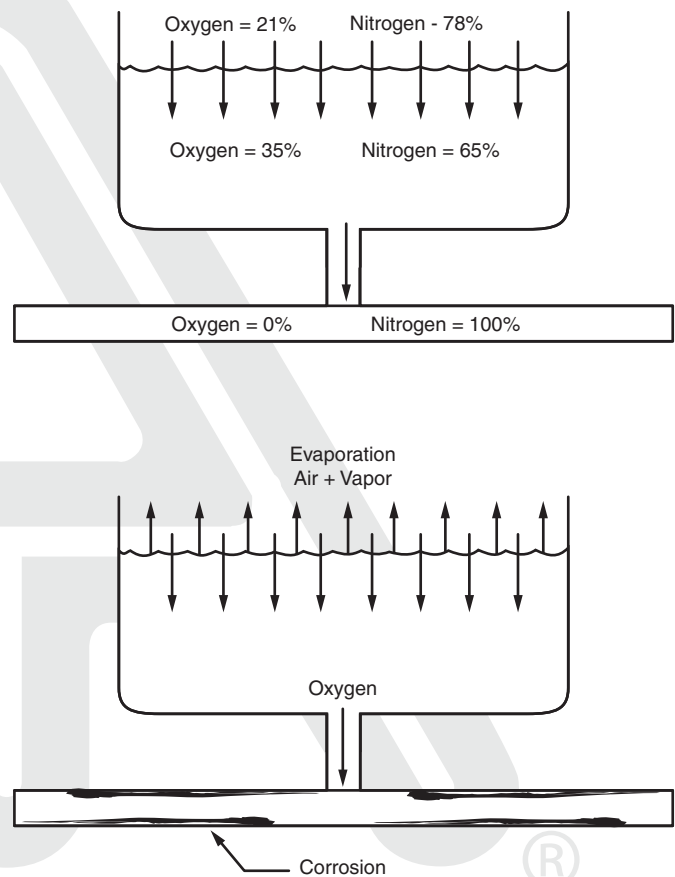 Oxygen = 21% Nitrogen - 78%
Oxygen = 35% Nitrogen = 65%
Oxygen = 0% Nitrogen = 100%
Evaporation
Air + Vapor
Oxygen
Corrosion
®